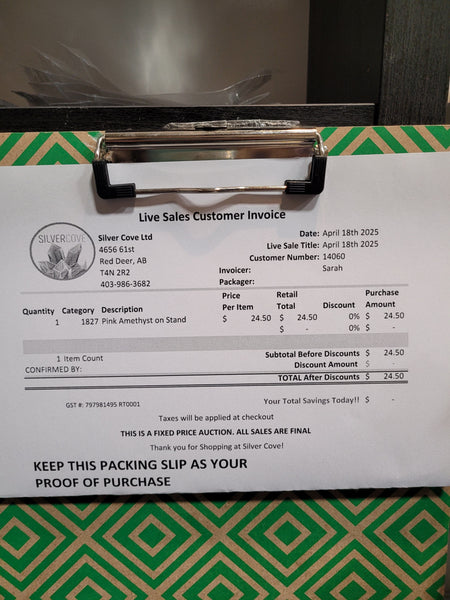 Live Sales Customer Invoice
SILVERCOVE
Silver Cove Ltd
4656 61st
Red Deer, AB
T4N 2R2
403-986-3682
Date: April 18th 2025
Live Sale Title: April 18th 2025
Customer Number: 14060
Invoicer: Sarah
Packager:
Quantity Category Description Price Per Item Retail Total Discount Purchase Amount
1 1827 Pink Amethyst on Stand $ 24.50 $ 24.50 0% $ 24.50
$ - 0% $ -
1 Item Count Subtotal Before Discounts $ 24.50
CONFIRMED BY: Discount Amount $ -
TOTAL After Discounts $ 24.50
GST #: 797981495 RT0001 Your Total Savings Today!! $ -
Taxes will be applied at checkout
THIS IS A FIXED PRICE AUCTION. ALL SALES ARE FINAL
Thank you for Shopping at Silver Cove!
KEEP THIS PACKING SLIP AS YOUR
PROOF OF PURCHASE